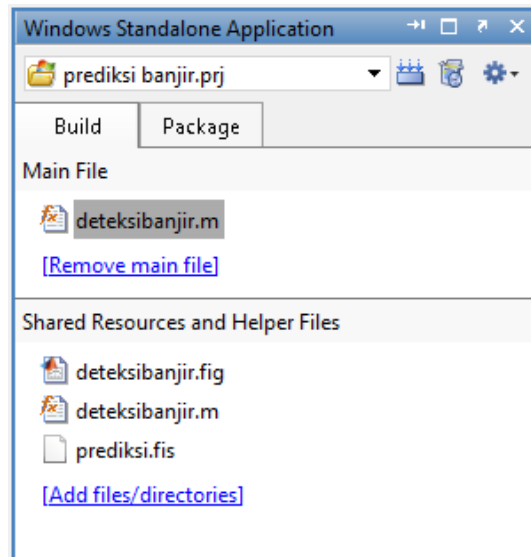 Windows Standalone Application
prediksi banjir.prj
Build Package
Main File
deteksibanjir.m
[Remove main file]
Shared Resources and Helper Files
deteksibanjir.fig
deteksibanjir.m
prediksi.fis
[Add files/directories]